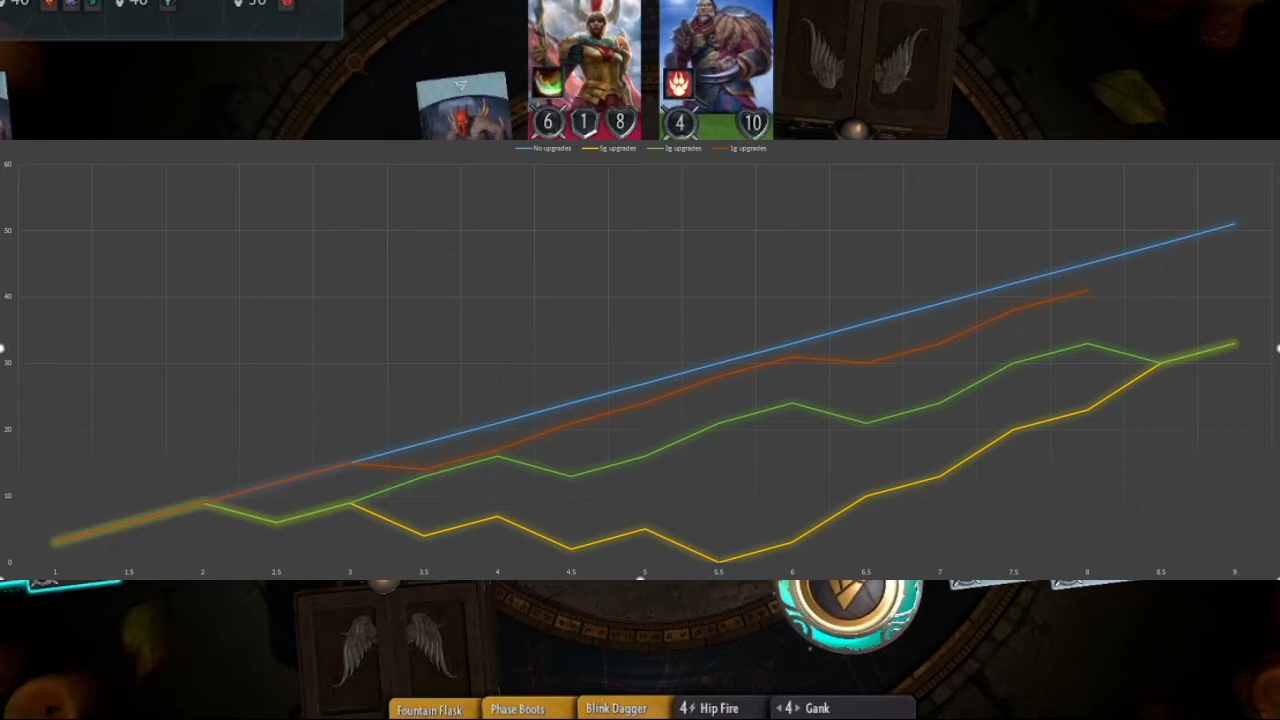 6 1 8 4 10
No upgrades 5g upgrades 3g upgrades 1g upgrades
60
50
40
30
20
10
0
1 1.5 2 2.5 3 3.5 4 4.5 5 5.5 6 6.5 7 7.5 8 8.5 9
Fountain Flask Phase Boots Blink Dagger 4 Hip Fire 4 Gank